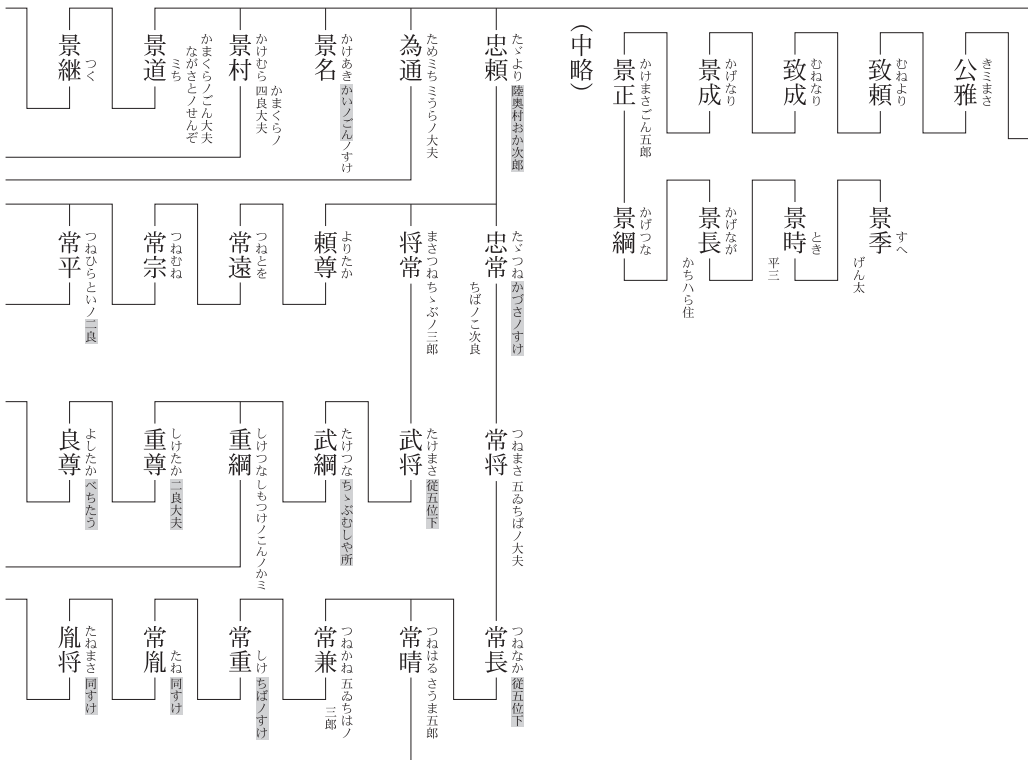 公雅 きミまさ
致頼 むねより
致成 むねなり
景成 かげなり
景正 かけまさごん五郎
景季 すへ
げん太
景時 とき
平三
景長 かげなが
かちハら住
景綱 かげつな
（中略）
忠頼 たゞより 陸奥村おか次郎
為通 ためミち ミうらノ大夫
景名 かけあき かいノごんノすけ
景村 かけむら 四良大夫
かまくらノ
景道 ミち
かまくらノごん大夫
ながさとノせんぞ
景継 つく
忠常 たゞつね かづさノすけ
ちばノこ次良
将常 まさつね ちゝぶノ三郎
頼尊 よりたか
常遠 つねとを
常宗 つねむね
常平 つねひらといノ二良
常将 つねまさ 五ゐちばノ大夫
武将 たけまさ 従五位下
武綱 たけつな ちゝぶむしや所
重綱 しけつな しもつけノこんノかミ
重尊 しけたか 二良大夫
良尊 よしたか べちたう
常長 つねなか 従五位下
常晴 つねはる さうま五郎
常兼 つねかね 五ゐちはノ
三郎
常重 しけ ちばノすけ
常胤 たね 同すけ
胤将 たねまさ 同すけ